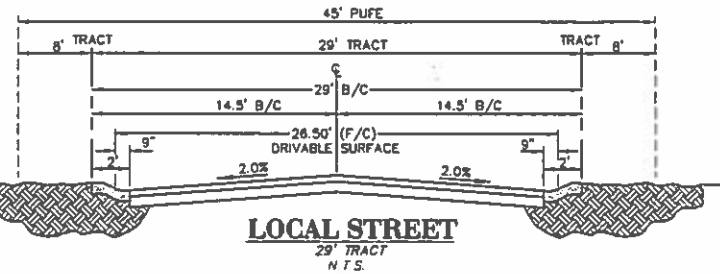 45' PUFE
8' TRACT 29' TRACT TRACT 8'
℄
29' B/C
14.5' B/C 14.5' B/C
26.50' (F/C)
DRIVABLE SURFACE
9" 9"
2' 2'
2.0% 2.0%
LOCAL STREET
29' TRACT
N.T.S.